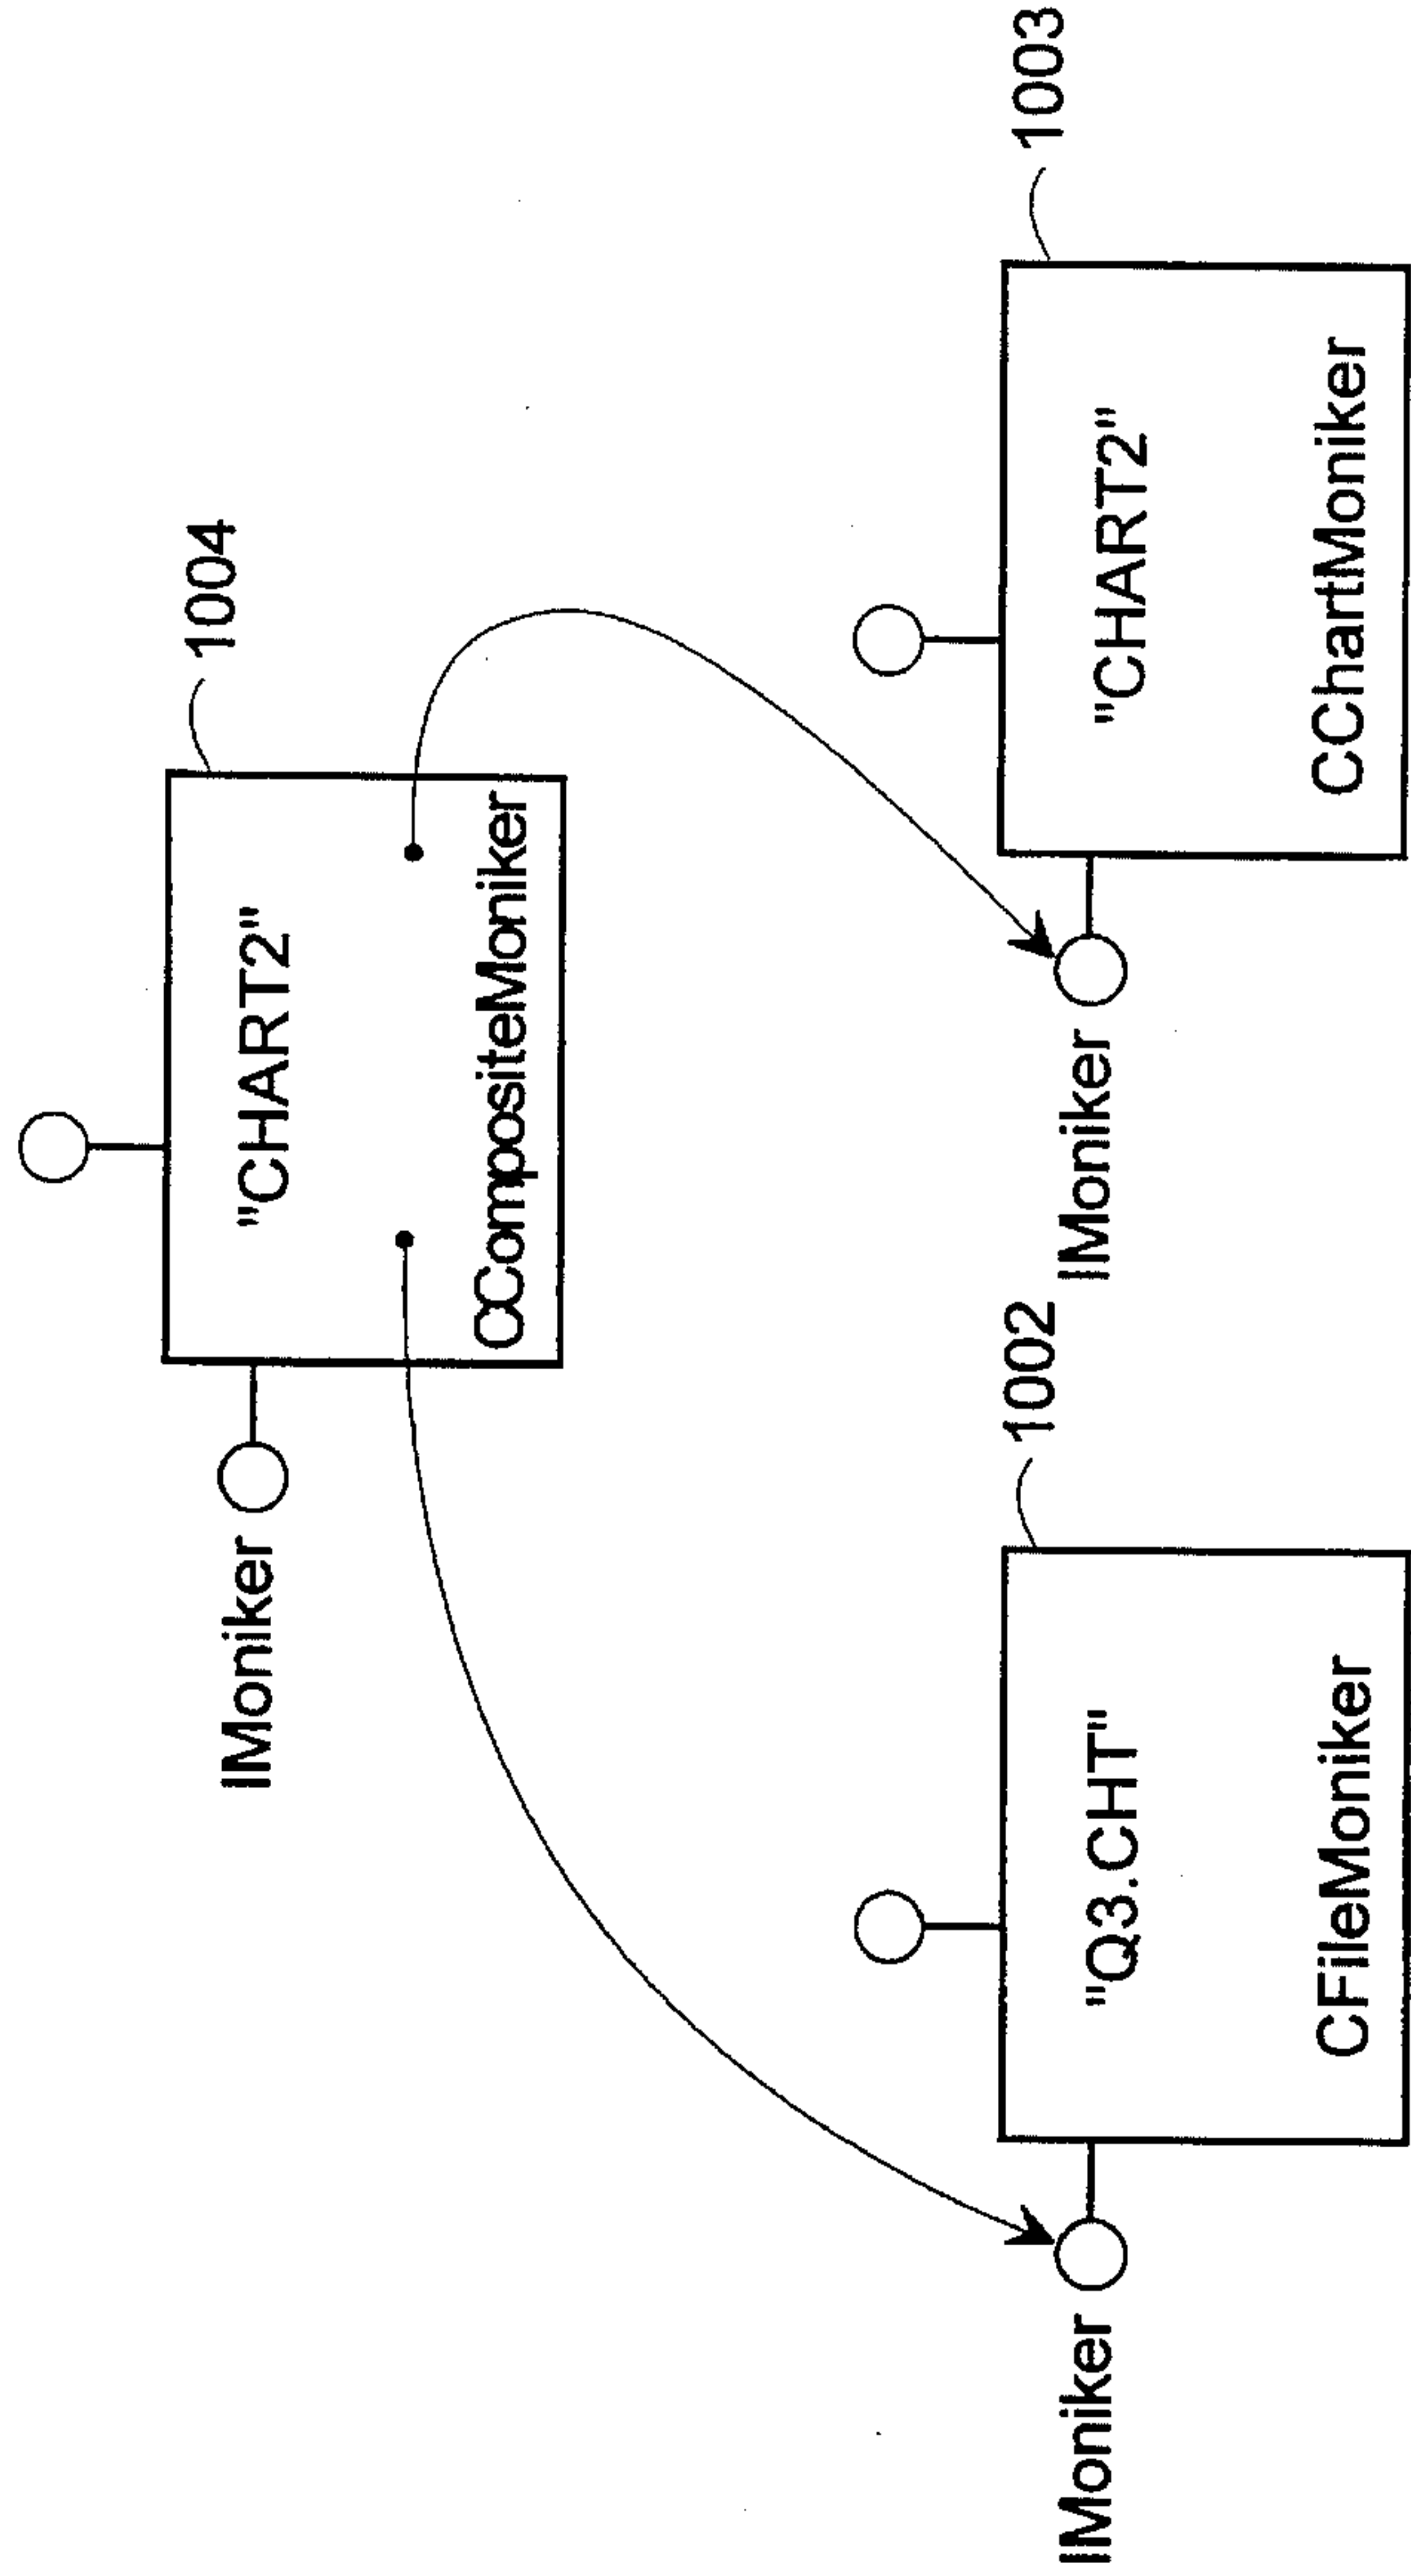 1004
IMoniker
"CHART2"
CCompositeMoniker
1002
IMoniker
"Q3.CHT"
CFileMoniker
1003
IMoniker
"CHART2"
CChartMoniker